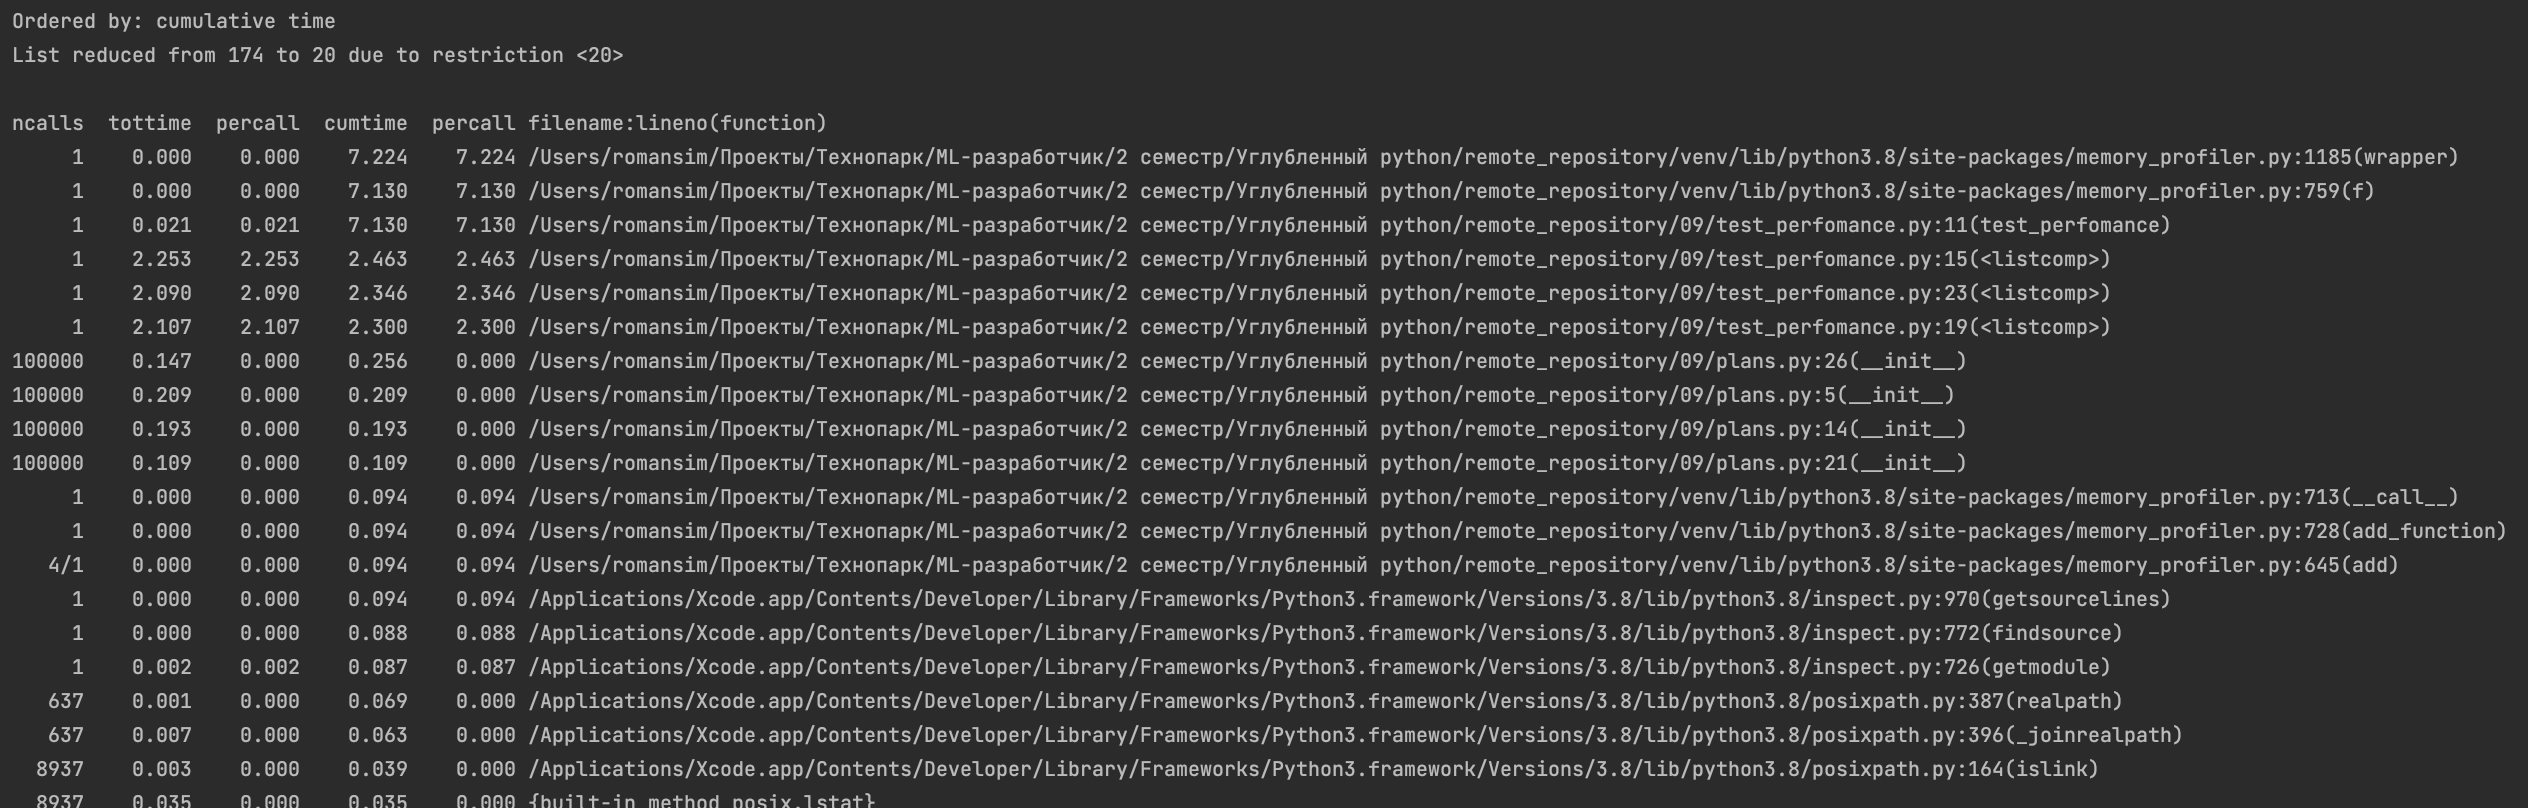 Ordered by: cumulative time
List reduced from 174 to 20 due to restriction <20>
ncalls  tottime  percall  cumtime  percall filename:lineno(function)
     1    0.000    0.000    7.224    7.224 /Users/romansim/Проекты/Технопарк/ML-разработчик/2 семестр/Углубленный python/remote_repository/venv/lib/python3.8/site-packages/memory_profiler.py:1185(wrapper)
     1    0.000    0.000    7.130    7.130 /Users/romansim/Проекты/Технопарк/ML-разработчик/2 семестр/Углубленный python/remote_repository/venv/lib/python3.8/site-packages/memory_profiler.py:759(f)
     1    0.021    0.021    7.130    7.130 /Users/romansim/Проекты/Технопарк/ML-разработчик/2 семестр/Углубленный python/remote_repository/09/test_perfomance.py:11(test_perfomance)
     1    2.253    2.253    2.463    2.463 /Users/romansim/Проекты/Технопарк/ML-разработчик/2 семестр/Углубленный python/remote_repository/09/test_perfomance.py:15(<listcomp>)
     1    2.090    2.090    2.346    2.346 /Users/romansim/Проекты/Технопарк/ML-разработчик/2 семестр/Углубленный python/remote_repository/09/test_perfomance.py:23(<listcomp>)
     1    2.107    2.107    2.300    2.300 /Users/romansim/Проекты/Технопарк/ML-разработчик/2 семестр/Углубленный python/remote_repository/09/test_perfomance.py:19(<listcomp>)
100000    0.147    0.000    0.256    0.000 /Users/romansim/Проекты/Технопарк/ML-разработчик/2 семестр/Углубленный python/remote_repository/09/plans.py:26(__init__)
100000    0.209    0.000    0.209    0.000 /Users/romansim/Проекты/Технопарк/ML-разработчик/2 семестр/Углубленный python/remote_repository/09/plans.py:5(__init__)
100000    0.193    0.000    0.193    0.000 /Users/romansim/Проекты/Технопарк/ML-разработчик/2 семестр/Углубленный python/remote_repository/09/plans.py:14(__init__)
100000    0.109    0.000    0.109    0.000 /Users/romansim/Проекты/Технопарк/ML-разработчик/2 семестр/Углубленный python/remote_repository/09/plans.py:21(__init__)
     1    0.000    0.000    0.094    0.094 /Users/romansim/Проекты/Технопарк/ML-разработчик/2 семестр/Углубленный python/remote_repository/venv/lib/python3.8/site-packages/memory_profiler.py:713(__call__)
     1    0.000    0.000    0.094    0.094 /Users/romansim/Проекты/Технопарк/ML-разработчик/2 семестр/Углубленный python/remote_repository/venv/lib/python3.8/site-packages/memory_profiler.py:728(add_function)
   4/1    0.000    0.000    0.094    0.094 /Users/romansim/Проекты/Технопарк/ML-разработчик/2 семестр/Углубленный python/remote_repository/venv/lib/python3.8/site-packages/memory_profiler.py:645(add)
     1    0.000    0.000    0.094    0.094 /Applications/Xcode.app/Contents/Developer/Library/Frameworks/Python3.framework/Versions/3.8/lib/python3.8/inspect.py:970(getsourcelines)
     1    0.000    0.000    0.088    0.088 /Applications/Xcode.app/Contents/Developer/Library/Frameworks/Python3.framework/Versions/3.8/lib/python3.8/inspect.py:772(findsource)
     1    0.002    0.002    0.087    0.087 /Applications/Xcode.app/Contents/Developer/Library/Frameworks/Python3.framework/Versions/3.8/lib/python3.8/inspect.py:726(getmodule)
   637    0.001    0.000    0.069    0.000 /Applications/Xcode.app/Contents/Developer/Library/Frameworks/Python3.framework/Versions/3.8/lib/python3.8/posixpath.py:387(realpath)
   637    0.007    0.000    0.063    0.000 /Applications/Xcode.app/Contents/Developer/Library/Frameworks/Python3.framework/Versions/3.8/lib/python3.8/posixpath.py:396(_joinrealpath)
  8937    0.003    0.000    0.039    0.000 /Applications/Xcode.app/Contents/Developer/Library/Frameworks/Python3.framework/Versions/3.8/lib/python3.8/posixpath.py:164(islink)
  8937    0.035    0.000    0.035    0.000 {built-in method posix.lstat}